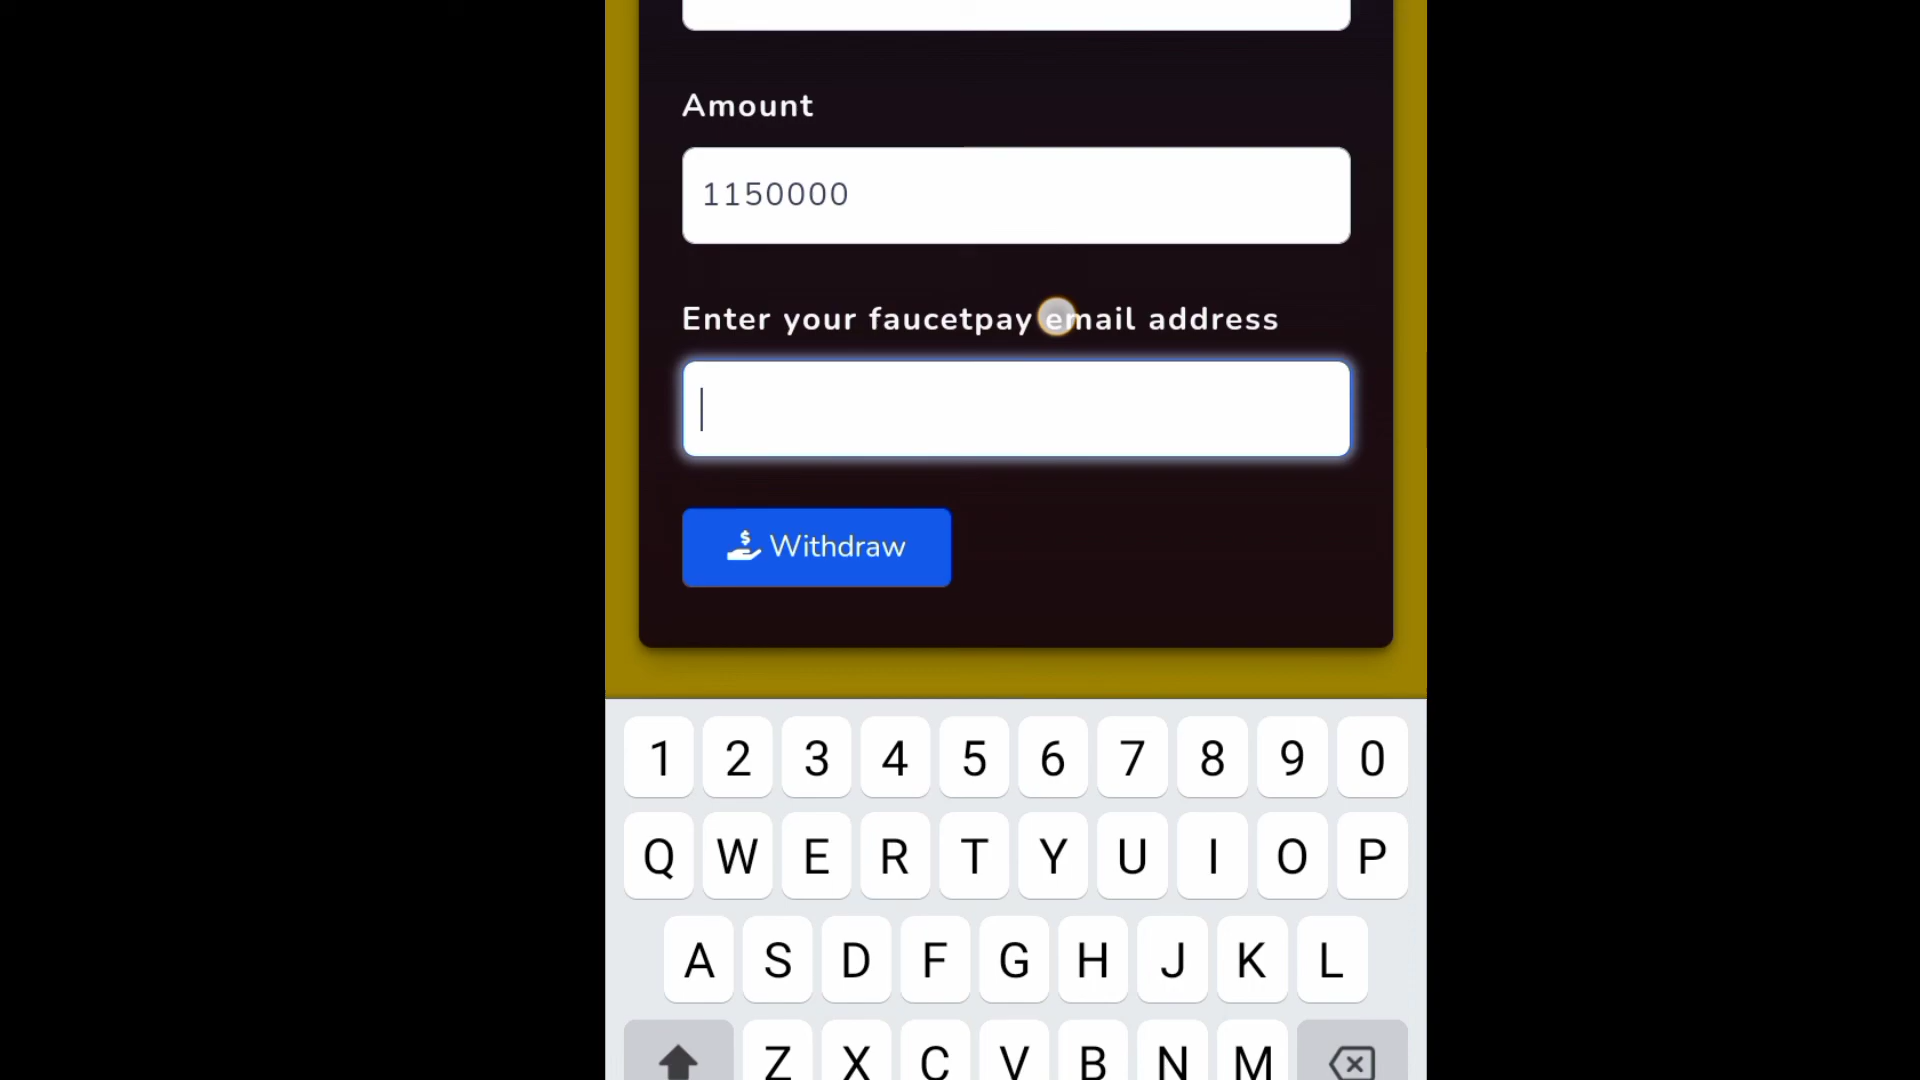 Amount
1150000
Enter your faucetpay email address
Withdraw
1 2 3 4 5 6 7 8 9 0
Q W E R T Y U I O P
A S D F G H J K L
Z X C V B N M